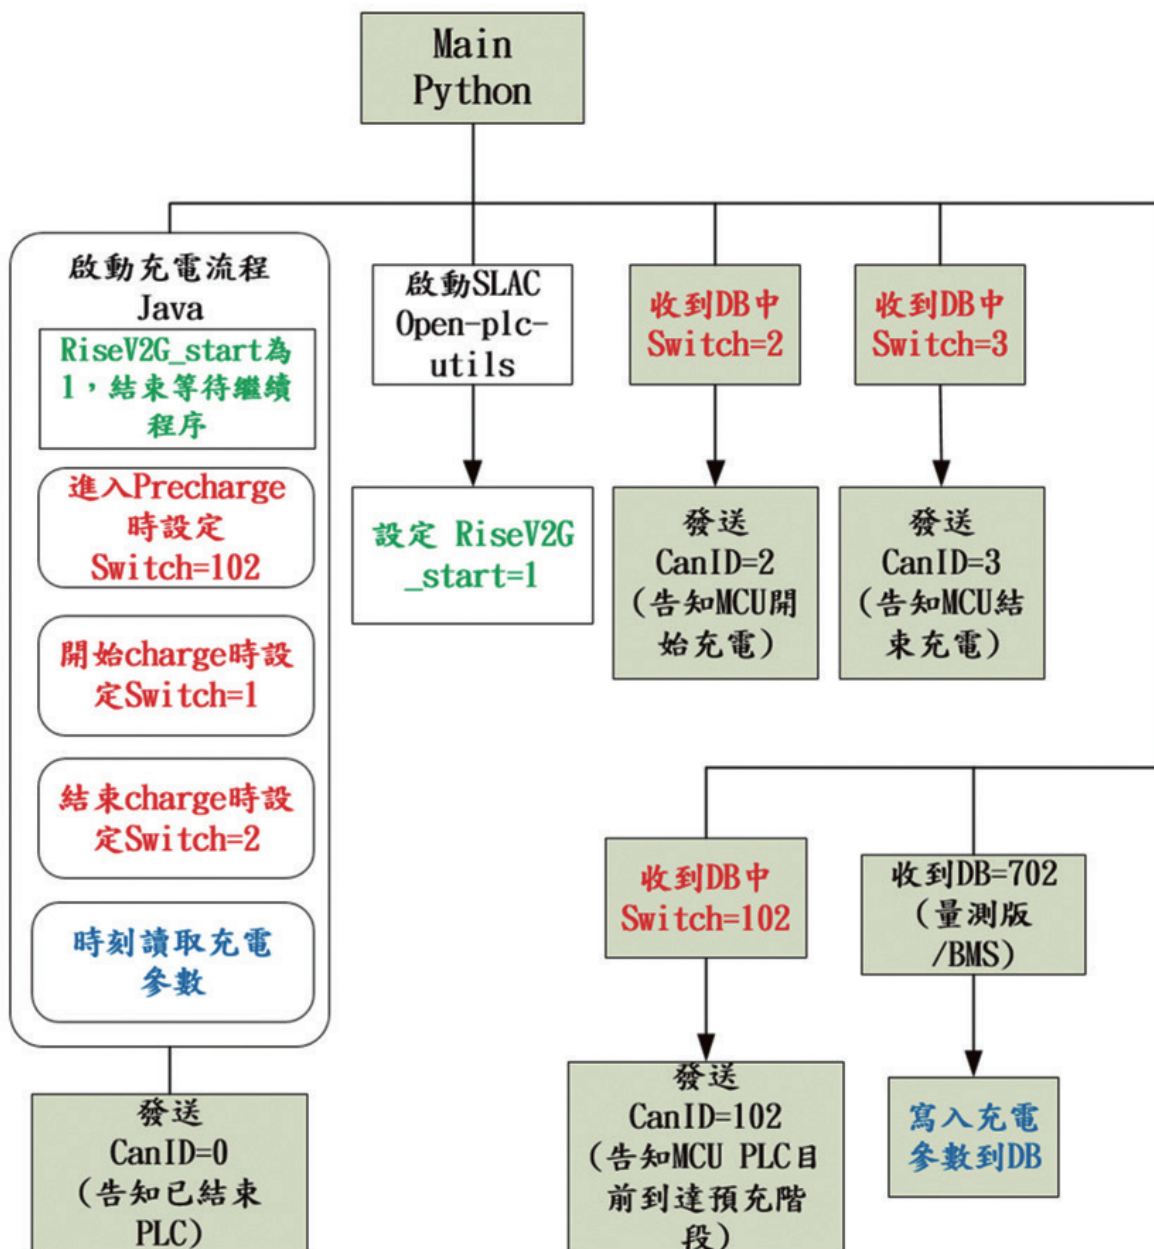 Main
Python
啟動充電流程
Java
RiseV2G_start為
1，結束等待繼續
程序
進入Precharge
時設定
Switch=102
開始charge時設
定Switch=1
結束charge時設
定Switch=2
時刻讀取充電
參數
發送
CanID=0
(告知已結束
PLC)
啟動SLAC
Open-plc-
utils
設定 RiseV2G
_start=1
收到DB中
Switch=2
發送
CanID=2
(告知MCU開
始充電)
收到DB中
Switch=3
發送
CanID=3
(告知MCU結
束充電)
收到DB中
Switch=102
發送
CanID=102
(告知MCU PLC目
前到達預充階
段)
收到DB=702
(量測版
/BMS)
寫入充電
參數到DB